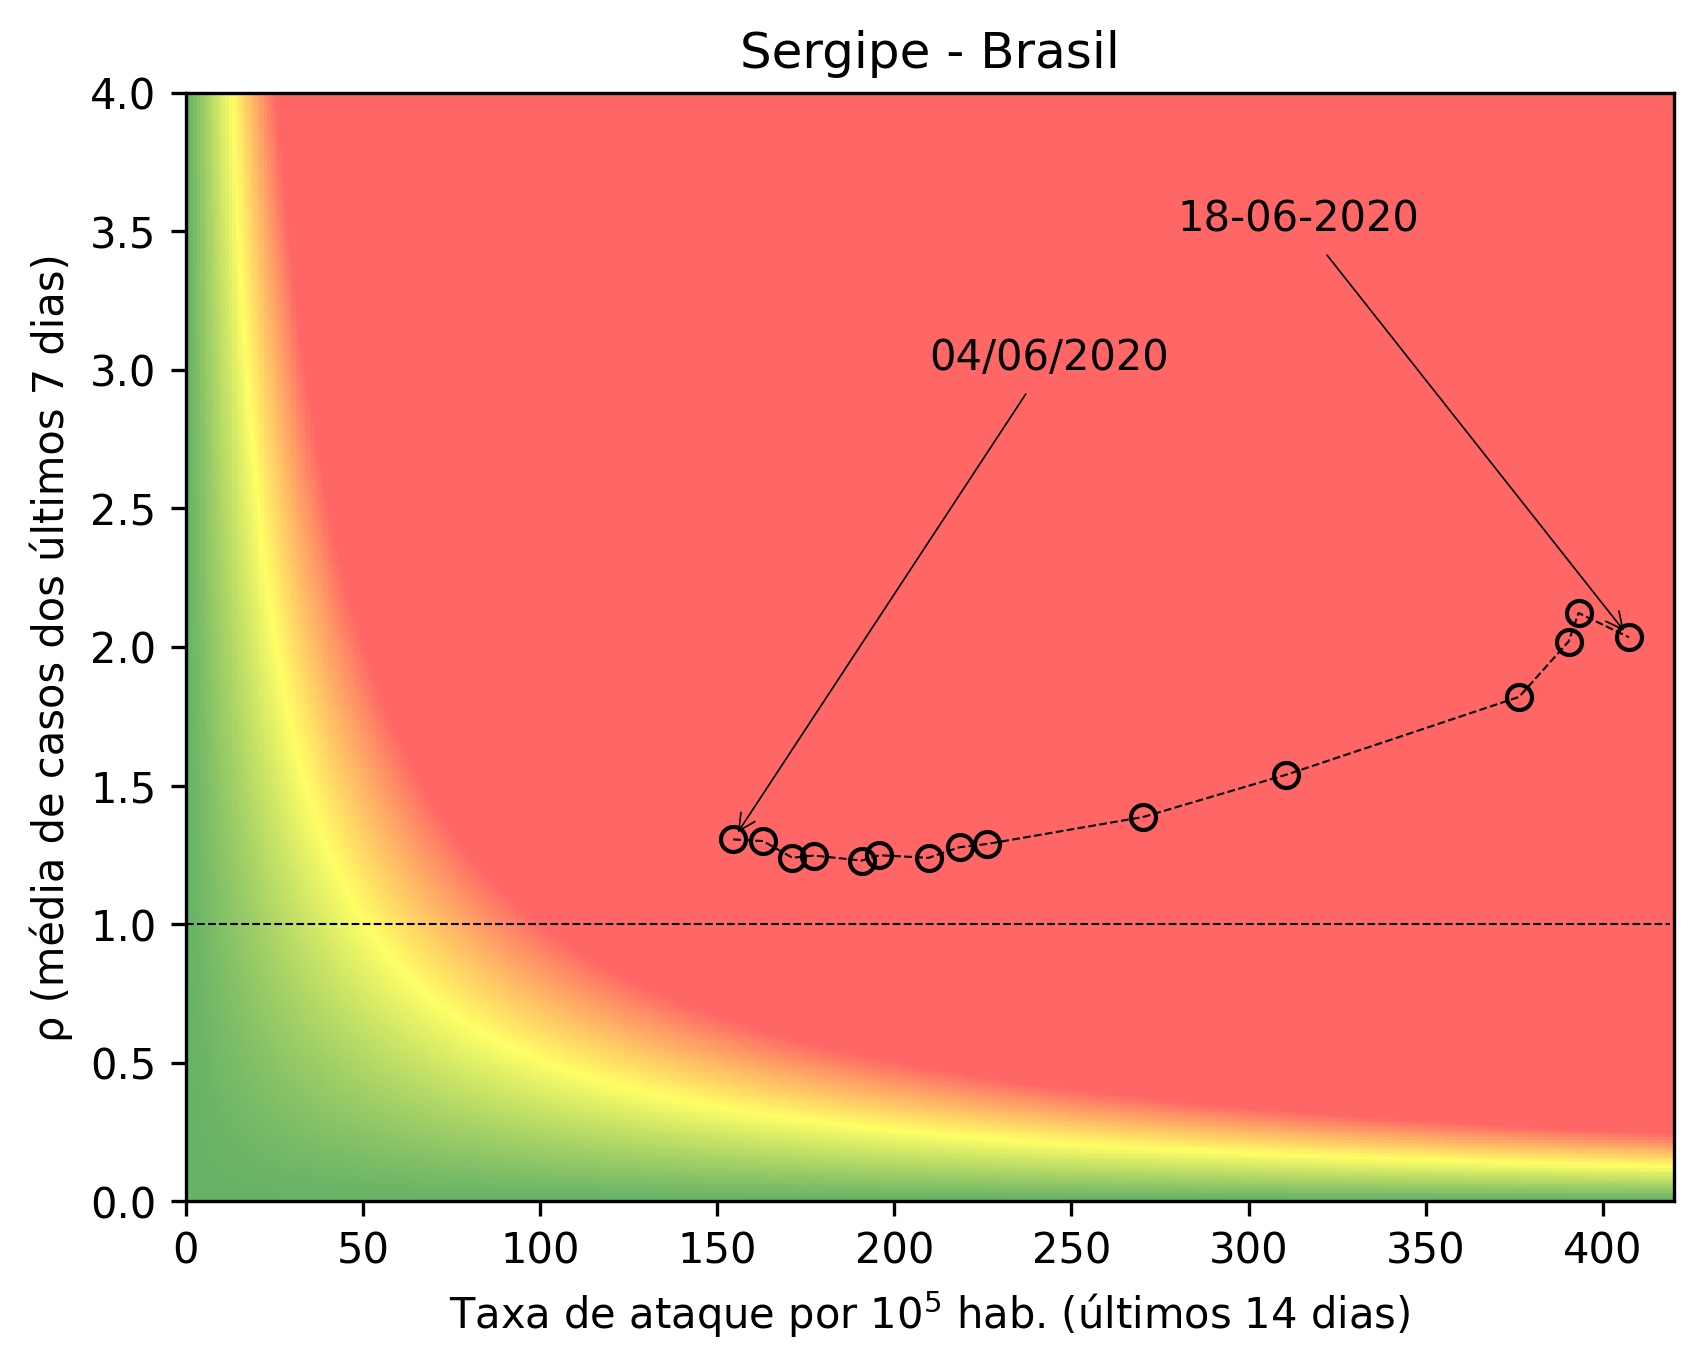 Sergipe - Brasil
4.0
3.5
3.0
2.5
2.0
1.5
1.0
0.5
0.0
ρ (média de casos dos últimos 7 dias)
18-06-2020
04/06/2020
0 50 100 150 200 250 300 350 400
Taxa de ataque por 10⁵ hab. (últimos 14 dias)